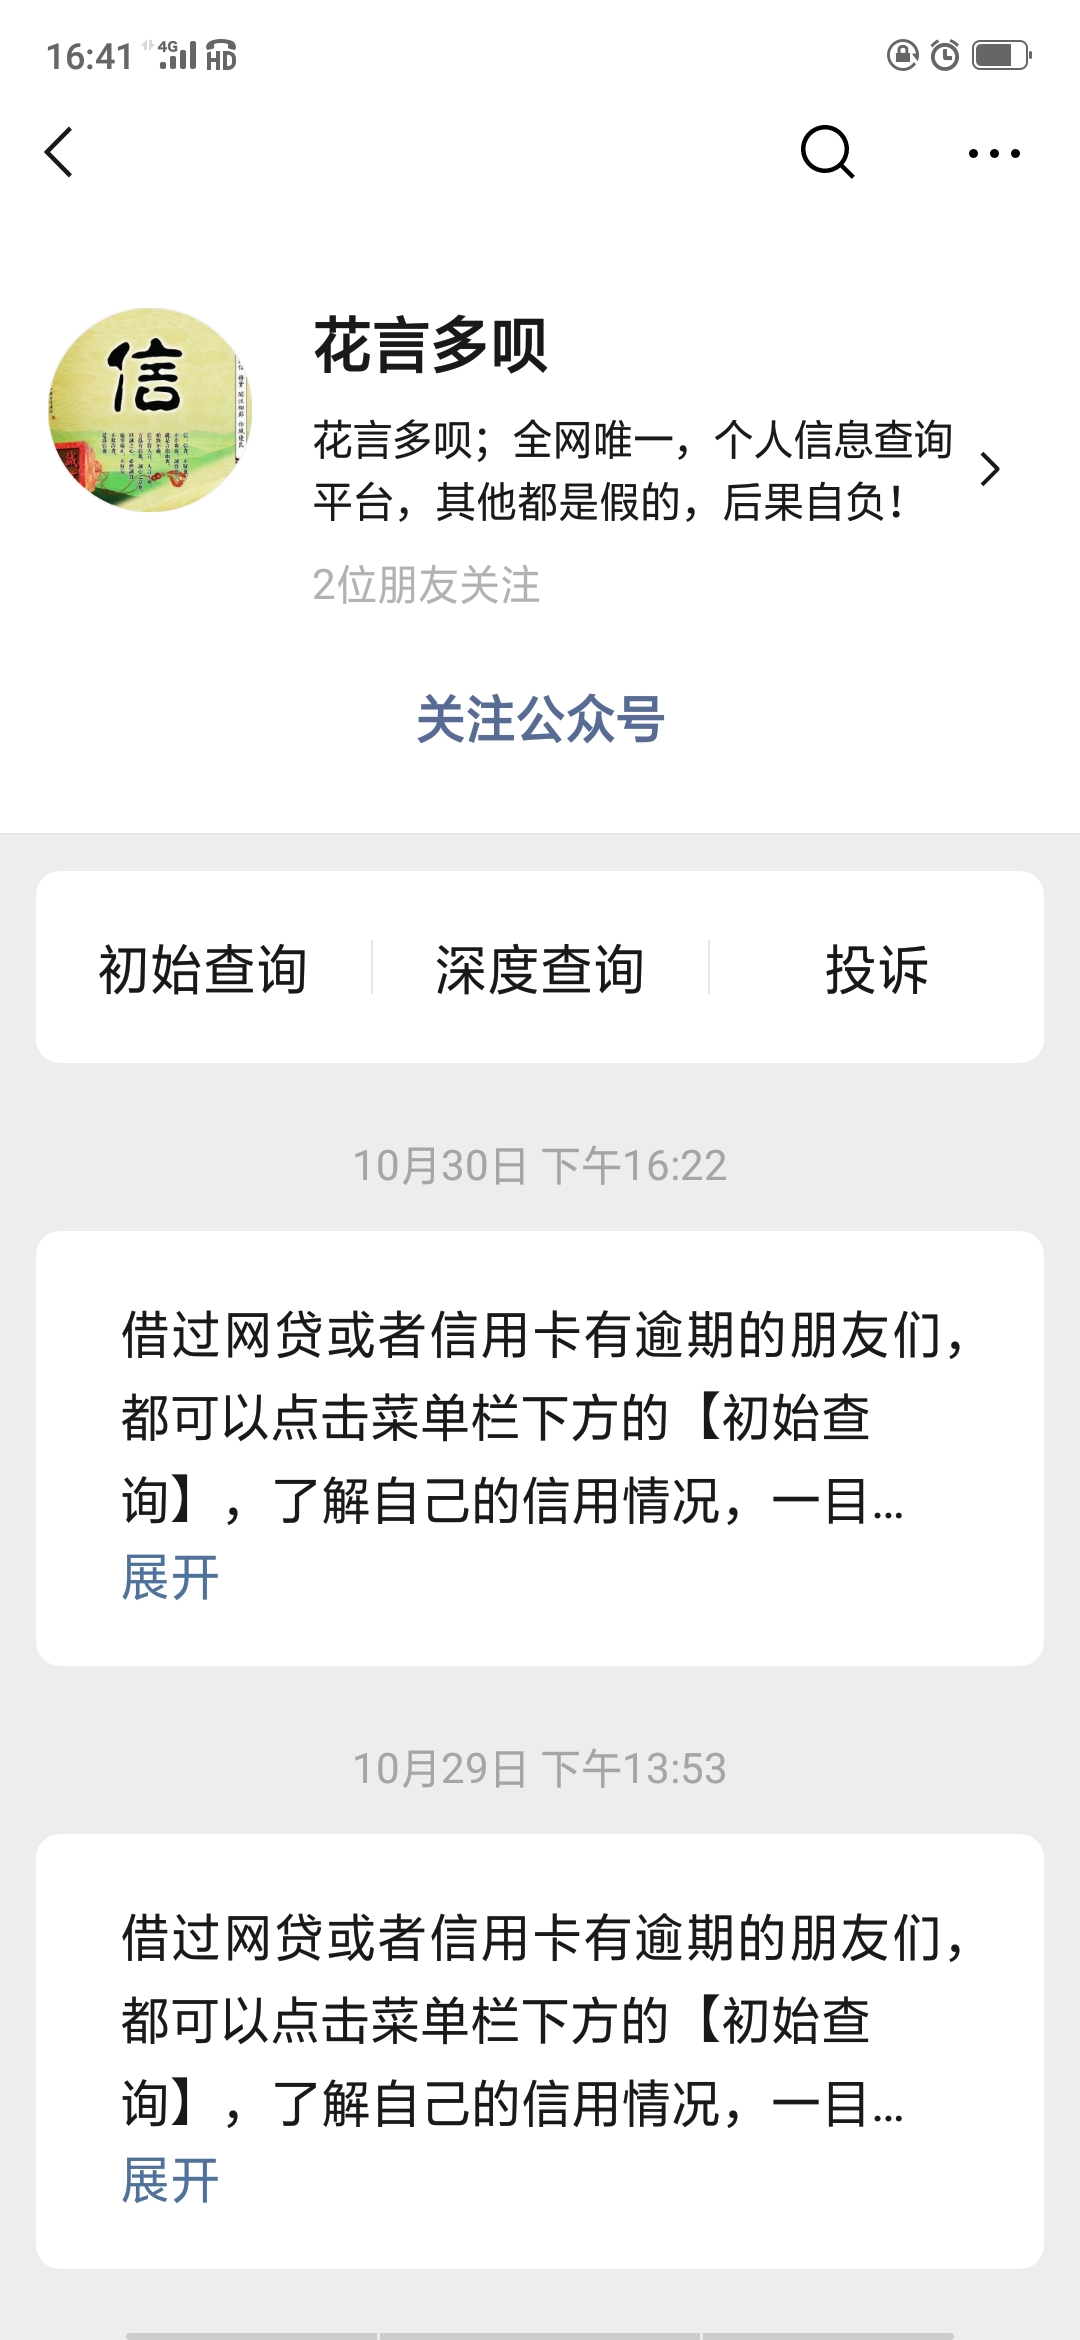 16:41 4G HD
花言多呗
信
花言多呗；全网唯一，个人信息查询
平台，其他都是假的，后果自负！
2位朋友关注
关注公众号
初始查询 深度查询 投诉
10月30日 下午16:22
借过网贷或者信用卡有逾期的朋友们，
都可以点击菜单栏下方的【初始查
询】，了解自己的信用情况，一目...
展开
10月29日 下午13:53
借过网贷或者信用卡有逾期的朋友们，
都可以点击菜单栏下方的【初始查
询】，了解自己的信用情况，一目...
展开